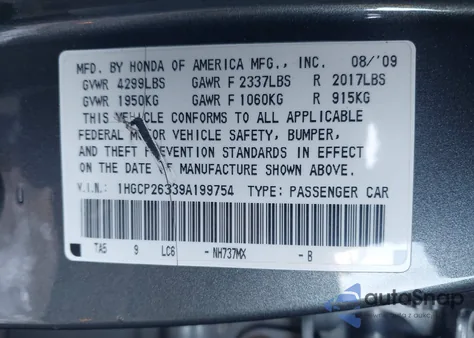 MFD. BY HONDA OF AMERICA MFG., INC. 08/'09
GVWR 4299LBS GAWR F 2337LBS R 2017LBS
GVWR 1950KG GAWR F 1060KG R 915KG
THIS VEHICLE CONFORMS TO ALL APPLICABLE
FEDERAL MOTOR VEHICLE SAFETY, BUMPER,
AND THEFT PREVENTION STANDARDS IN EFFECT
ON THE DATE OF MANUFACTURE SHOWN ABOVE.
V.I.N.: 1HGCP26339A199754 TYPE: PASSENGER CAR
TA5 9 LC6 -NH737MX -B
autoSnap